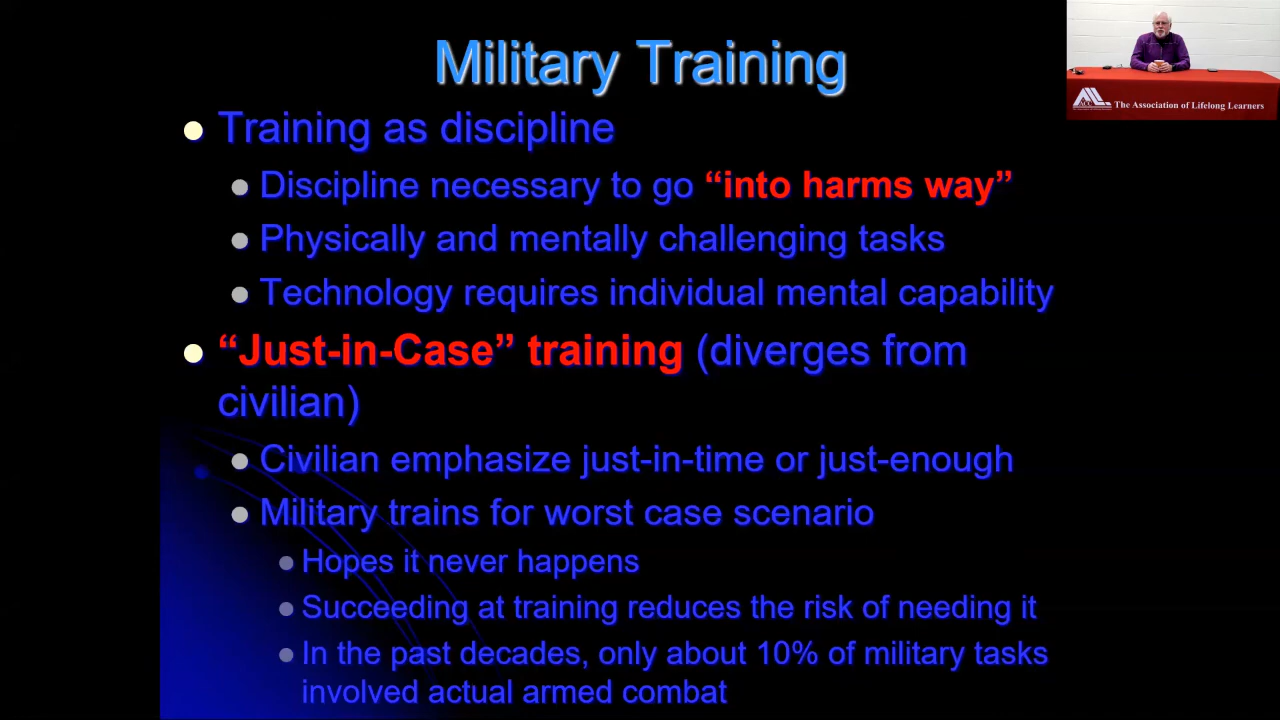 Military Training
The Association of Lifelong Learners
Training as discipline
Discipline necessary to go “into harms way”
Physically and mentally challenging tasks
Technology requires individual mental capability
“Just-in-Case” training (diverges from
civilian)
Civilian emphasize just-in-time or just-enough
Military trains for worst case scenario
Hopes it never happens
Succeeding at training reduces the risk of needing it
In the past decades, only about 10% of military tasks
involved actual armed combat